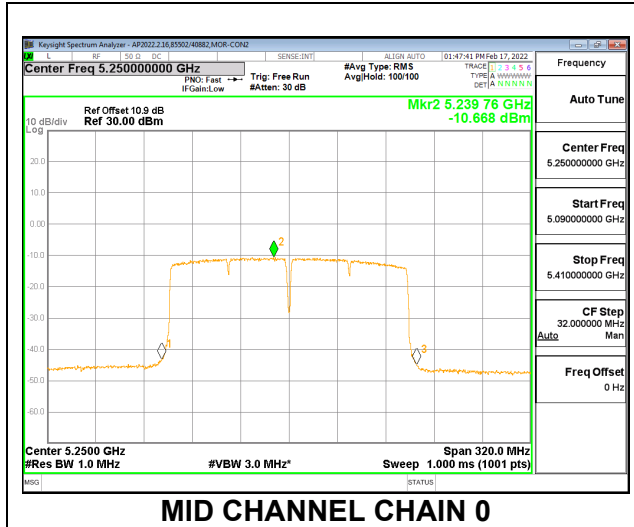 Keysight Spectrum Analyzer - AP2022.2.16,85502/40882,MOR-CON2
L RF 50 Ω DC SENSE:INT ALIGN AUTO 01:47:41 PM Feb 17, 2022
Center Freq 5.250000000 GHz
PNO: Fast
IFGain:Low
Trig: Free Run
#Atten: 30 dB
#Avg Type: RMS
Avg|Hold: 100/100
TRACE 1 2 3 4 5 6
TYPE A WWWWW
DET A N N N N N
Ref Offset 10.9 dB
Ref 30.00 dBm
10 dB/div
Log
Mkr2 5.239 76 GHz
-10.668 dBm
20.0
10.0
0.00
-10.0
-20.0
-30.0
-40.0
-50.0
-60.0
1
2
3
Center 5.2500 GHz
#Res BW 1.0 MHz
#VBW 3.0 MHz*
Span 320.0 MHz
Sweep 1.000 ms (1001 pts)
MSG
STATUS
Frequency
Auto Tune
Center Freq
5.250000000 GHz
Start Freq
5.090000000 GHz
Stop Freq
5.410000000 GHz
CF Step
32.000000 MHz
Auto Man
Freq Offset
0 Hz
MID CHANNEL CHAIN 0